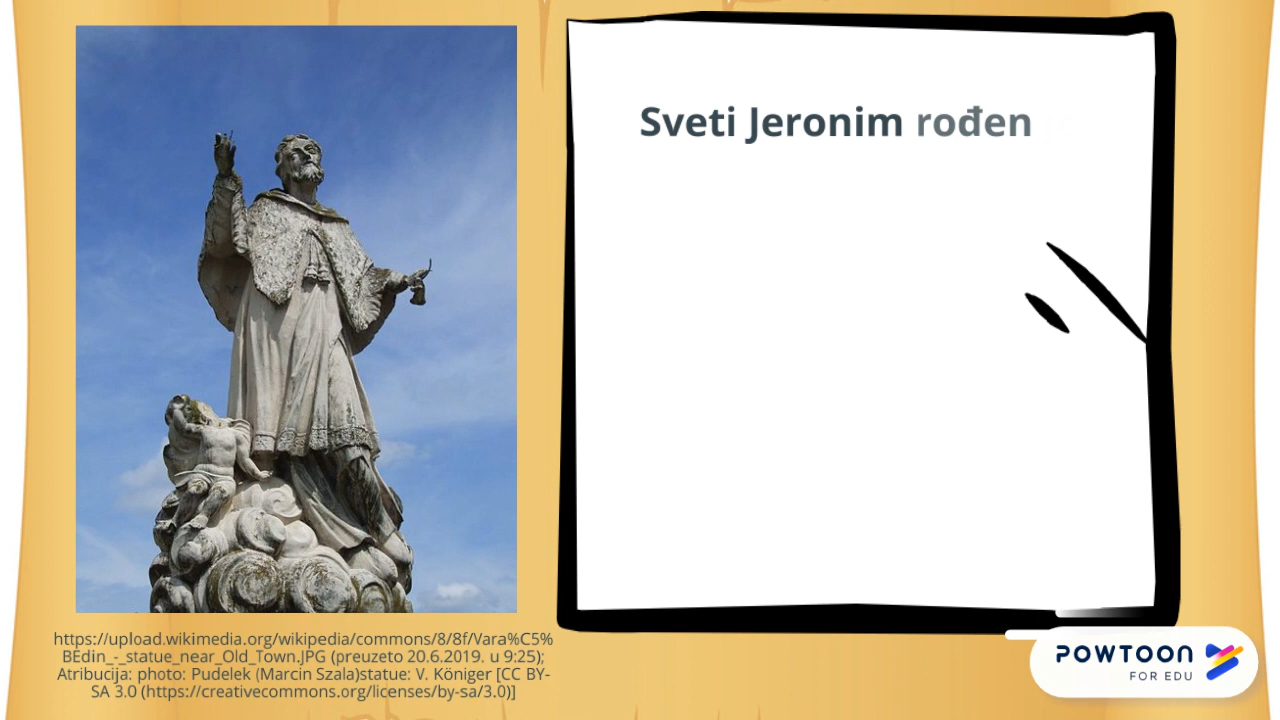 Sveti Jeronim rođen
https://upload.wikimedia.org/wikipedia/commons/8/8f/Vara%C5%
BEdin_-_statue_near_Old_Town.JPG (preuzeto 20.6.2019. u 9:25);
Atribucija: photo: Pudelek (Marcin Szala)statue: V. Königer [CC BY-
SA 3.0 (https://creativecommons.org/licenses/by-sa/3.0)]
POWTOON
FOR EDU